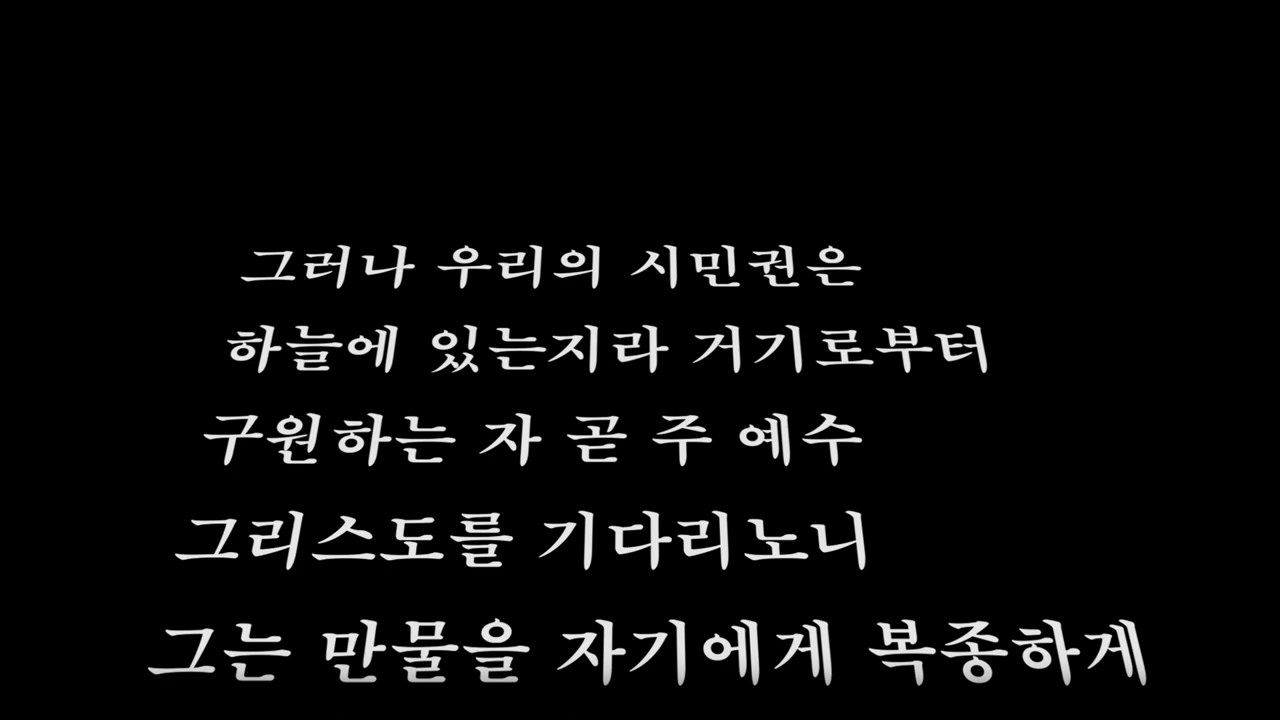 그러나 우리의 시민권은
하늘에 있는지라 거기로부터
구원하는 자 곧 주 예수
그리스도를 기다리노니
그는 만물을 자기에게 복종하게